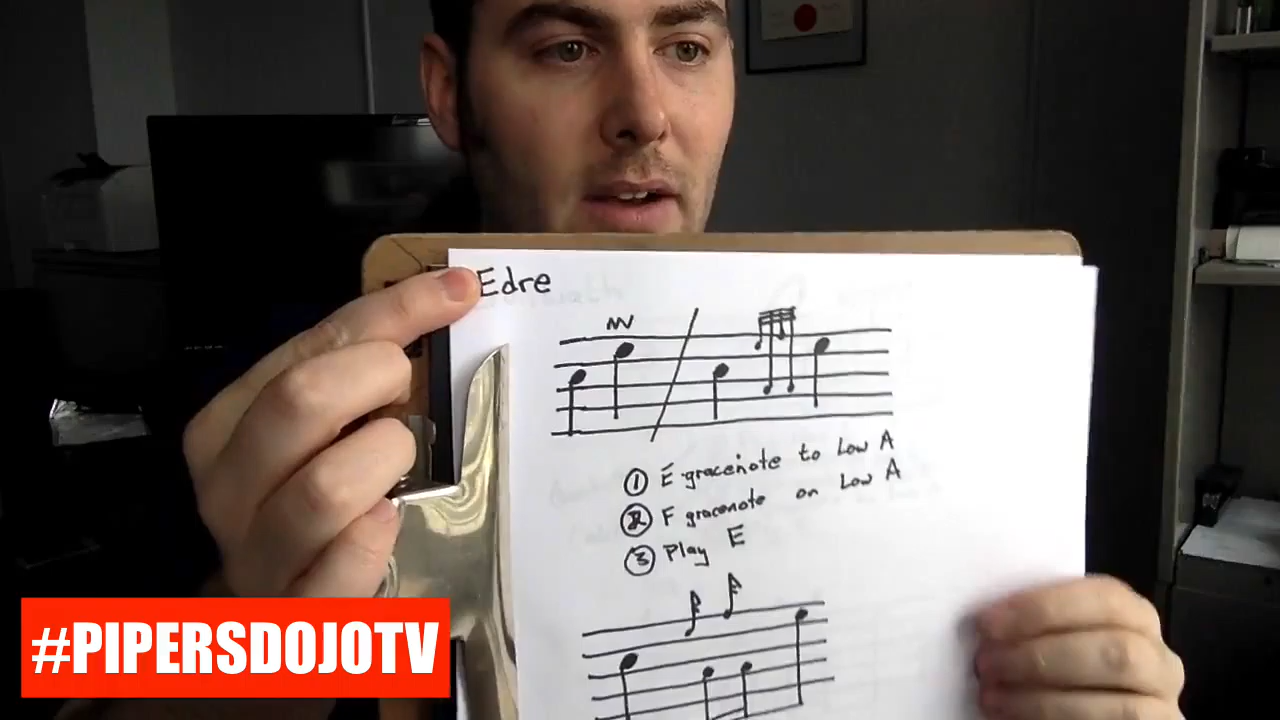 Edre
① E gracenote to Low A
② F gracenote on Low A
③ Play E
#PIPERSDOJOTV